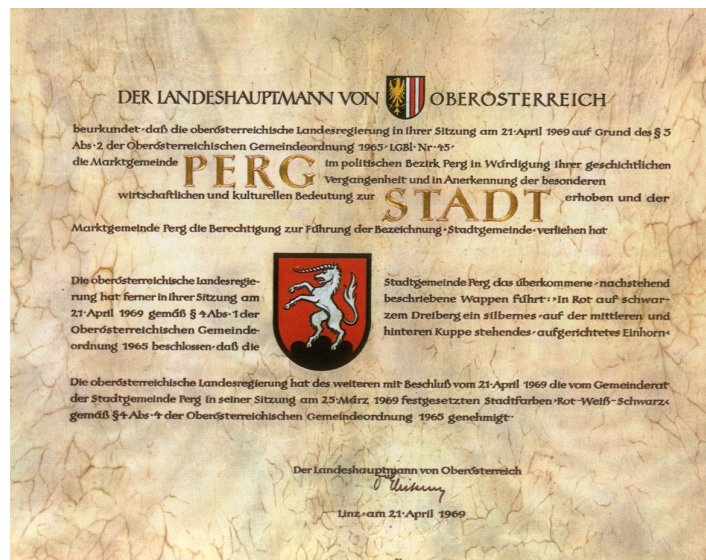 DER LANDESHAUPTMANN VON OBERÖSTERREICH
beurkundet·daß die oberösterreichische Landesregierung in ihrer Sitzung am 21·April 1969 auf Grund des § 3
Abs·2 der Oberösterreichischen Gemeindeordnung 1965·LGBl·Nr·45·
die Marktgemeinde PERG im politischen Bezirk Perg in Würdigung ihrer geschichtlichen
Vergangenheit und in Anerkennung der besonderen
wirtschaftlichen und kulturellen Bedeutung zur STADT erhoben und der
Marktgemeinde Perg die Berechtigung zur Führung der Bezeichnung ›Stadtgemeinde‹ verliehen hat
Die oberösterreichische Landesregie-
rung hat ferner in ihrer Sitzung am
21·April 1969 gemäß § 4 Abs·1 der
Oberösterreichischen Gemeinde-
ordnung 1965 beschlossen·daß die
Stadtgemeinde Perg das überkommene·nachstehend
beschriebene Wappen führt:›In Rot auf schwar-
zem Dreiberg ein silbernes·auf der mittleren und
hinteren Kuppe stehendes·aufgerichtetes Einhorn‹
Die oberösterreichische Landesregierung hat des weiteren mit Beschluß vom 21·April 1969 die vom Gemeinderat
der Stadtgemeinde Perg in seiner Sitzung am 25·März 1969 festgesetzten Stadtfarben ›Rot-Weiß-Schwarz‹
gemäß § 4 Abs·4 der Oberösterreichischen Gemeindeordnung 1965 genehmigt·
Der Landeshauptmann von Oberösterreich
Linz·am 21·April 1969